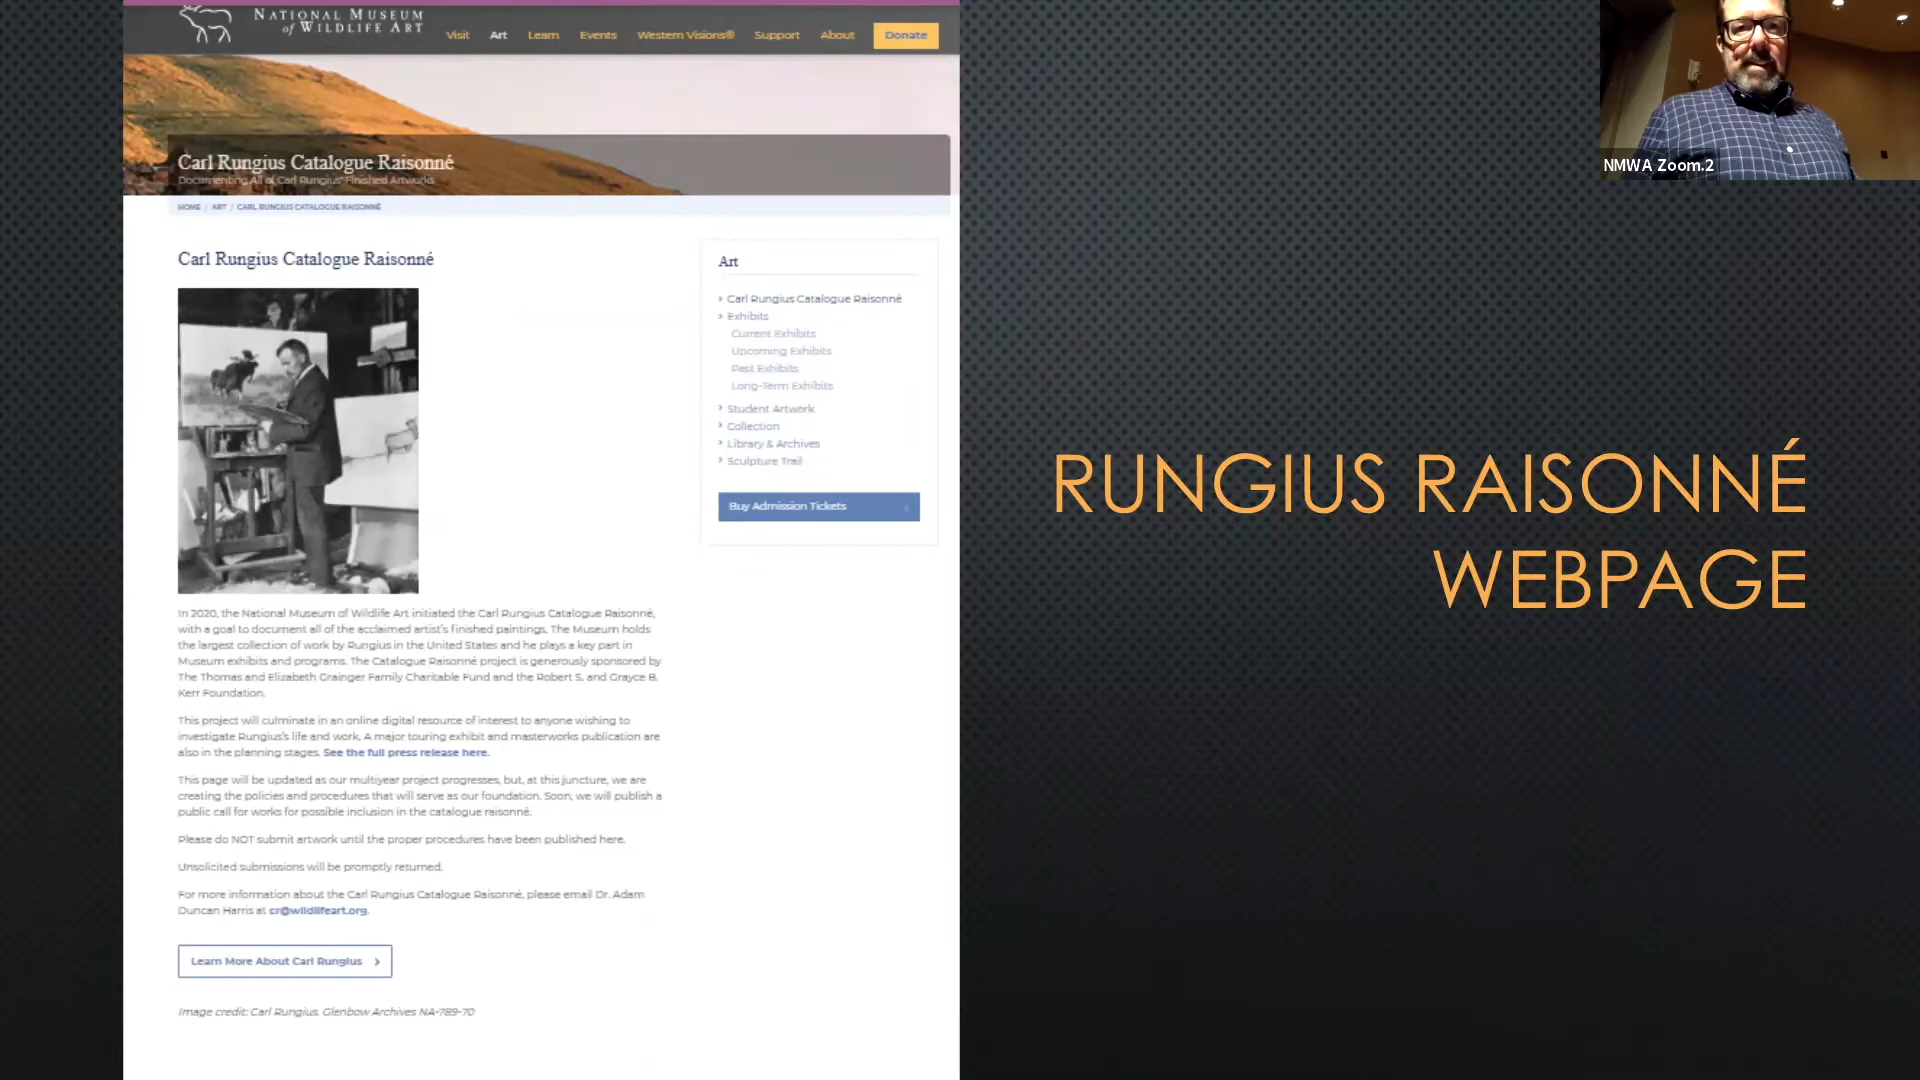 NATIONAL MUSEUM
of WILDLIFE ART
Visit Art Learn Events Western Visions® Support About Donate
Carl Rungius Catalogue Raisonné
Documenting All of Carl Rungius' Finished Artworks
HOME / ART / CARL RUNGIUS CATALOGUE RAISONNÉ
Carl Rungius Catalogue Raisonné
In 2020, the National Museum of Wildlife Art initiated the Carl Rungius Catalogue Raisonné,
with a goal to document all of the acclaimed artist's finished paintings. The Museum holds
the largest collection of work by Rungius in the United States and he plays a key part in
Museum exhibits and programs. The Catalogue Raisonné project is generously sponsored by
The Thomas and Elizabeth Grainger Family Charitable Fund and the Robert S. and Grayce B.
Kerr Foundation.
This project will culminate in an online digital resource of interest to anyone wishing to
investigate Rungius's life and work. A major touring exhibit and masterworks publication are
also in the planning stages. See the full press release here.
This page will be updated as our multiyear project progresses, but, at this juncture, we are
creating the policies and procedures that will serve as our foundation. Soon, we will publish a
public call for works for possible inclusion in the catalogue raisonné.
Please do NOT submit artwork until the proper procedures have been published here.
Unsolicited submissions will be promptly returned.
For more information about the Carl Rungius Catalogue Raisonné, please email Dr. Adam
Duncan Harris at cr@wildlifeart.org.
Learn More About Carl Rungius >
Image credit: Carl Rungius. Glenbow Archives NA-789-70
Art
› Carl Rungius Catalogue Raisonné
› Exhibits
Current Exhibits
Upcoming Exhibits
Past Exhibits
Long-Term Exhibits
› Student Artwork
› Collection
› Library & Archives
› Sculpture Trail
Buy Admission Tickets ›
RUNGIUS RAISONNÉ
WEBPAGE
NMWA Zoom.2